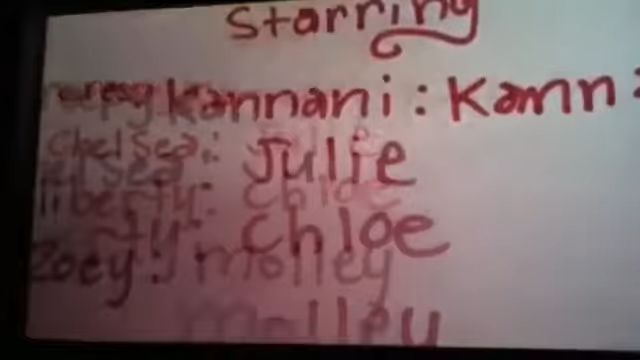 Starring
Kannani: Kann
Chelsea: Julie
liberty: Chloe
Zoey: molley